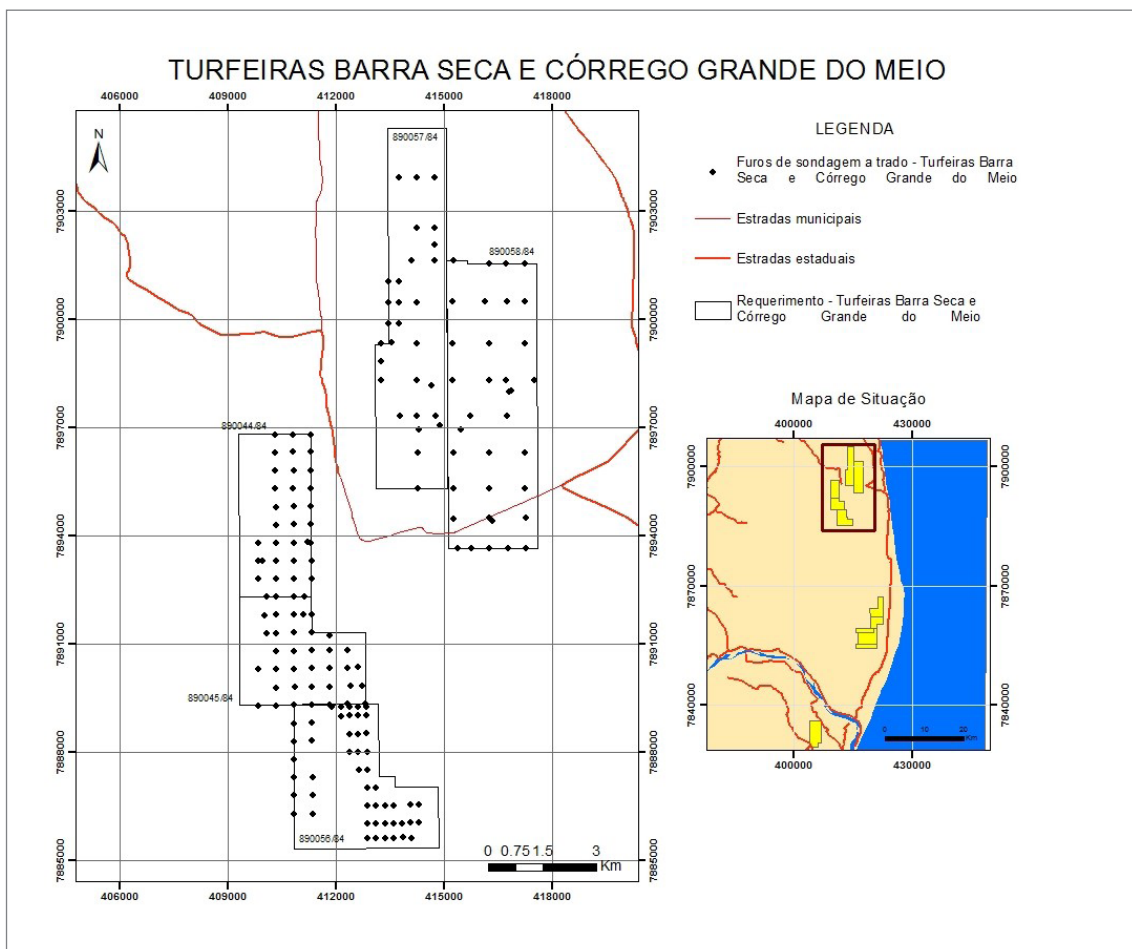 TURFEIRAS BARRA SECA E CÓRREGO GRANDE DO MEIO
406000 409000 412000 415000 418000
N
890057/84
890058/84
890044/84
890045/84
890056/84
7903000
7900000
7897000
7894000
7891000
7888000
7885000
7903000
7900000
7897000
7894000
7891000
7888000
7885000
0 0.75 1.5 3
Km
406000 409000 412000 415000 418000
LEGENDA
Furos de sondagem a trado - Turfeiras Barra
Seca e Córrego Grande do Meio
Estradas municipais
Estradas estaduais
Requerimento - Turfeiras Barra Seca e
Córrego Grande do Meio
Mapa de Situação
400000 430000
7900000
7870000
7840000
7900000
7870000
7840000
0 10 20
Km
400000 430000